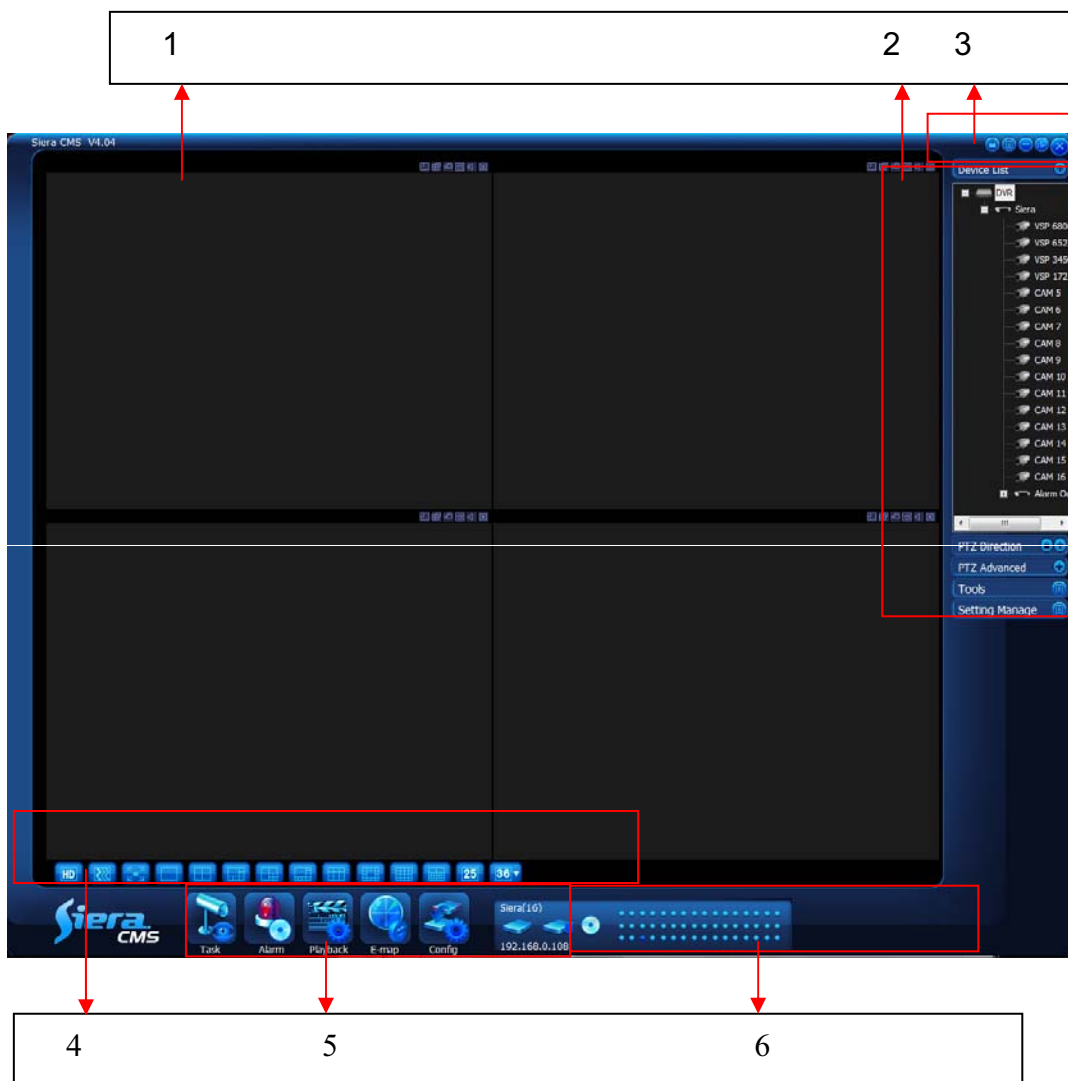 1 2 3
Siera CMS V4.04
Device List
DVR
Siera
VSP 680
VSP 652
VSP 345
VSP 172
CAM 5
CAM 6
CAM 7
CAM 8
CAM 9
CAM 10
CAM 11
CAM 12
CAM 13
CAM 14
CAM 15
CAM 16
Alarm
PTZ Direction
PTZ Advanced
Tools
Setting Manage
HD 25 36
Siera CMS
Task Alarm Playback E-map Config
Siera(16)
192.168.0.108
4 5 6